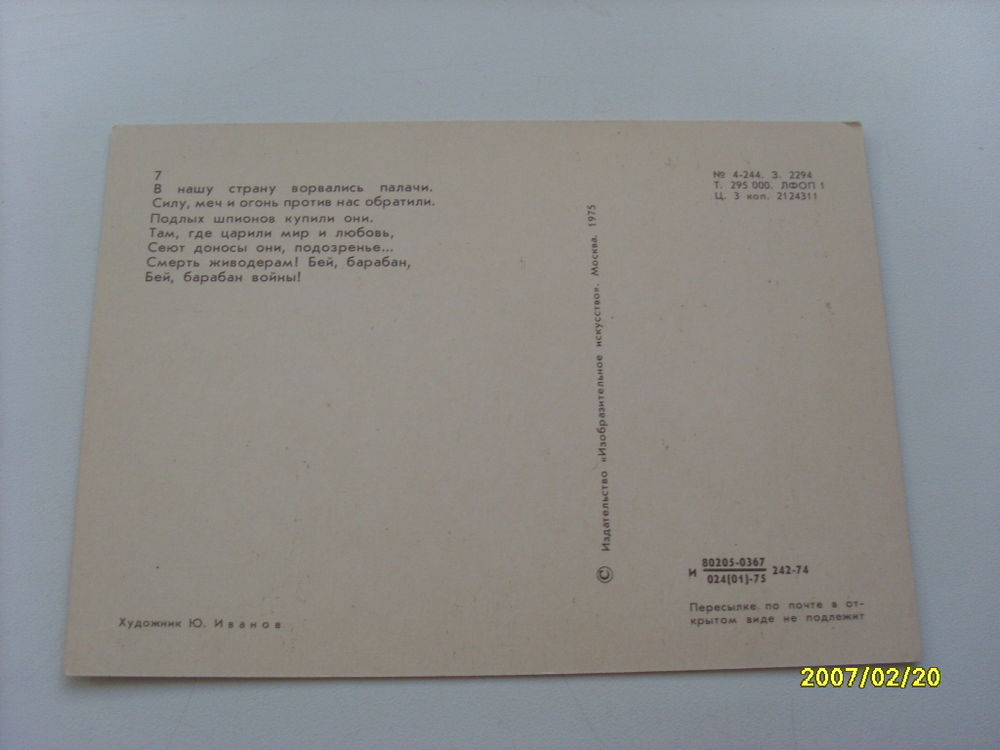 7
В нашу страну ворвались палачи.
Силу, меч и огонь против нас обратили.
Подлых шпионов купили они.
Там, где царили мир и любовь,
Сеют доносы они, подозренье...
Смерть живодерам! Бей, барабан,
Бей, барабан войны!
Художник Ю. Иванов
© Издательство «Изобразительное искусство». Москва. 1975
№ 4-244. З. 2294
Т. 295 000. ЛФОП 1
Ц. 3 коп. 2124311
И 80205-0367 242-74
024(01)-75
Пересылке по почте в от-
крытом виде не подлежит
2007/02/20